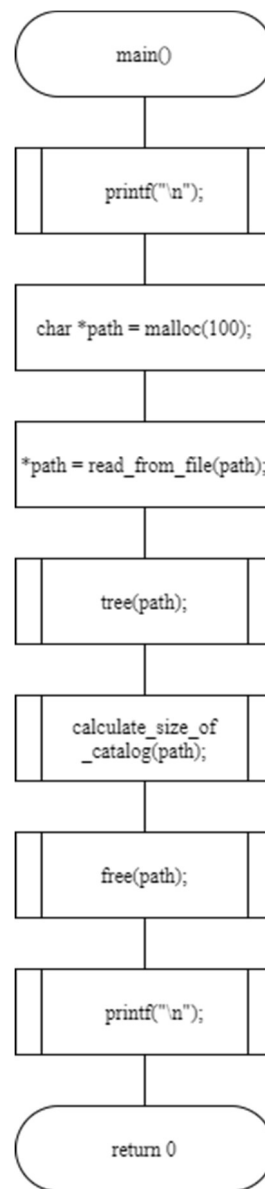 main()
printf("\n");
char *path = malloc(100);
*path = read_from_file(path);
tree(path);
calculate_size_of
_catalog(path);
free(path);
printf("\n");
return 0